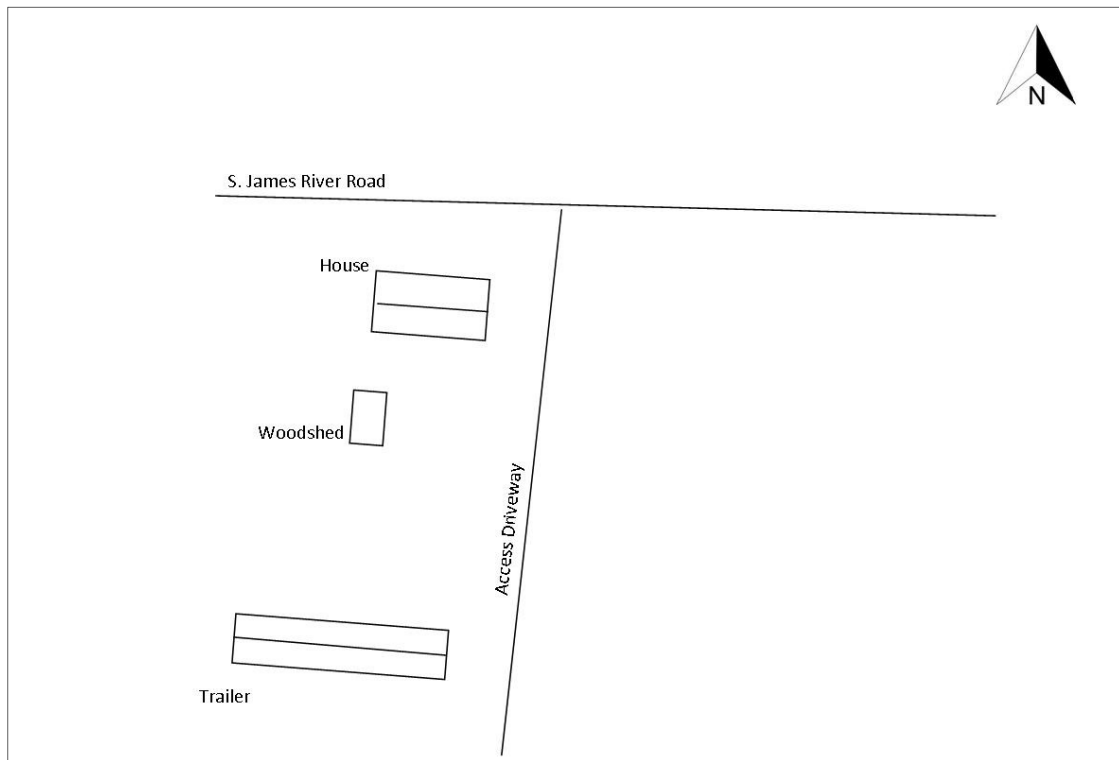 N
S. James River Road
House
Woodshed
Access Driveway
Trailer